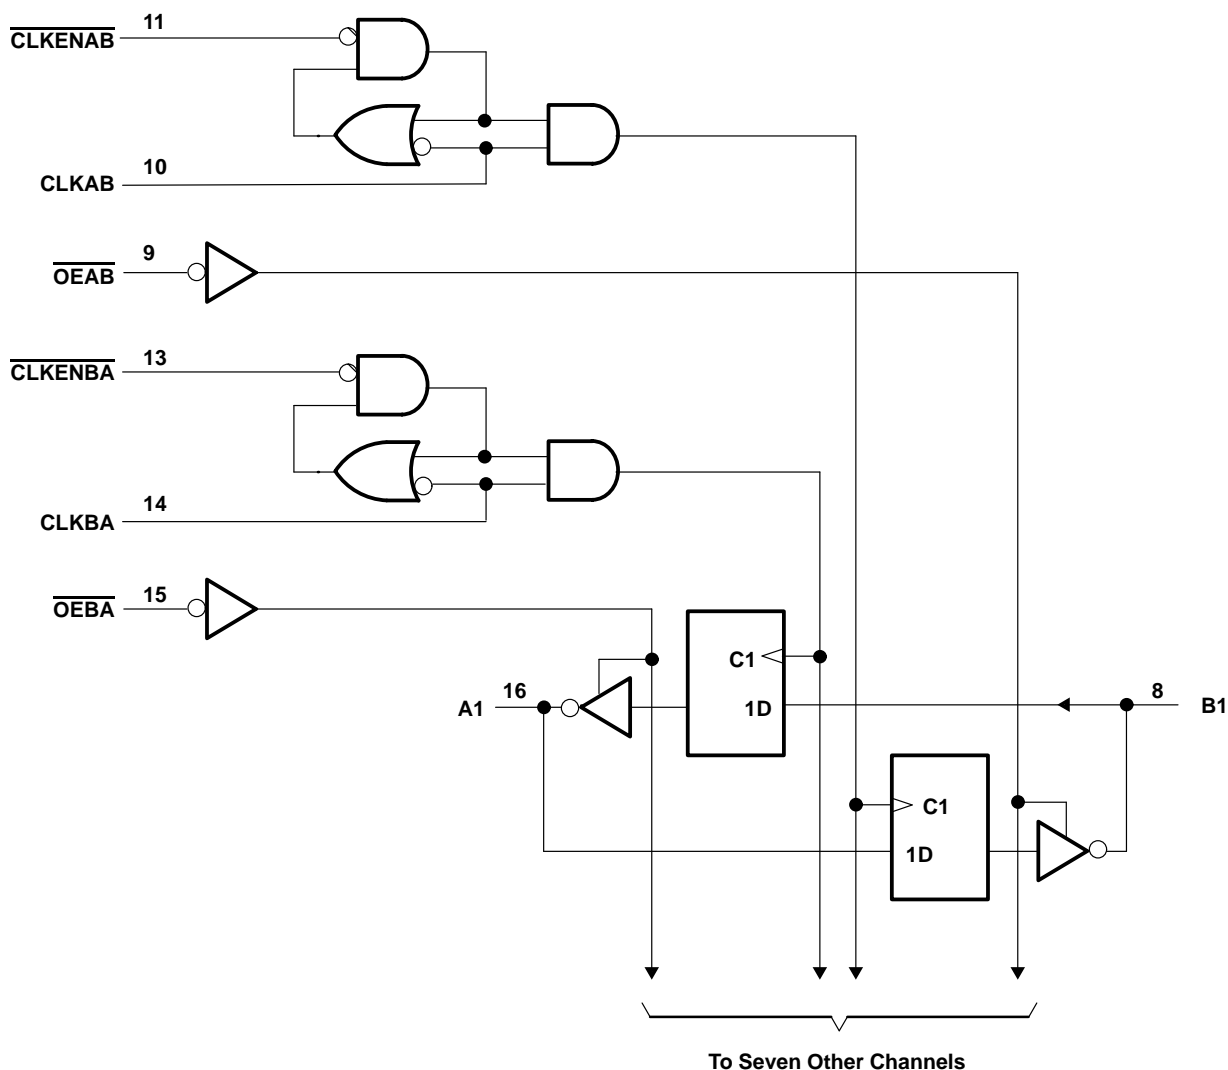 CLKENAB 11
CLKAB 10
OEAB 9
CLKENBA 13
CLKBA 14
OEBA 15
C1
A1 16 1D 8 B1
C1
1D
To Seven Other Channels